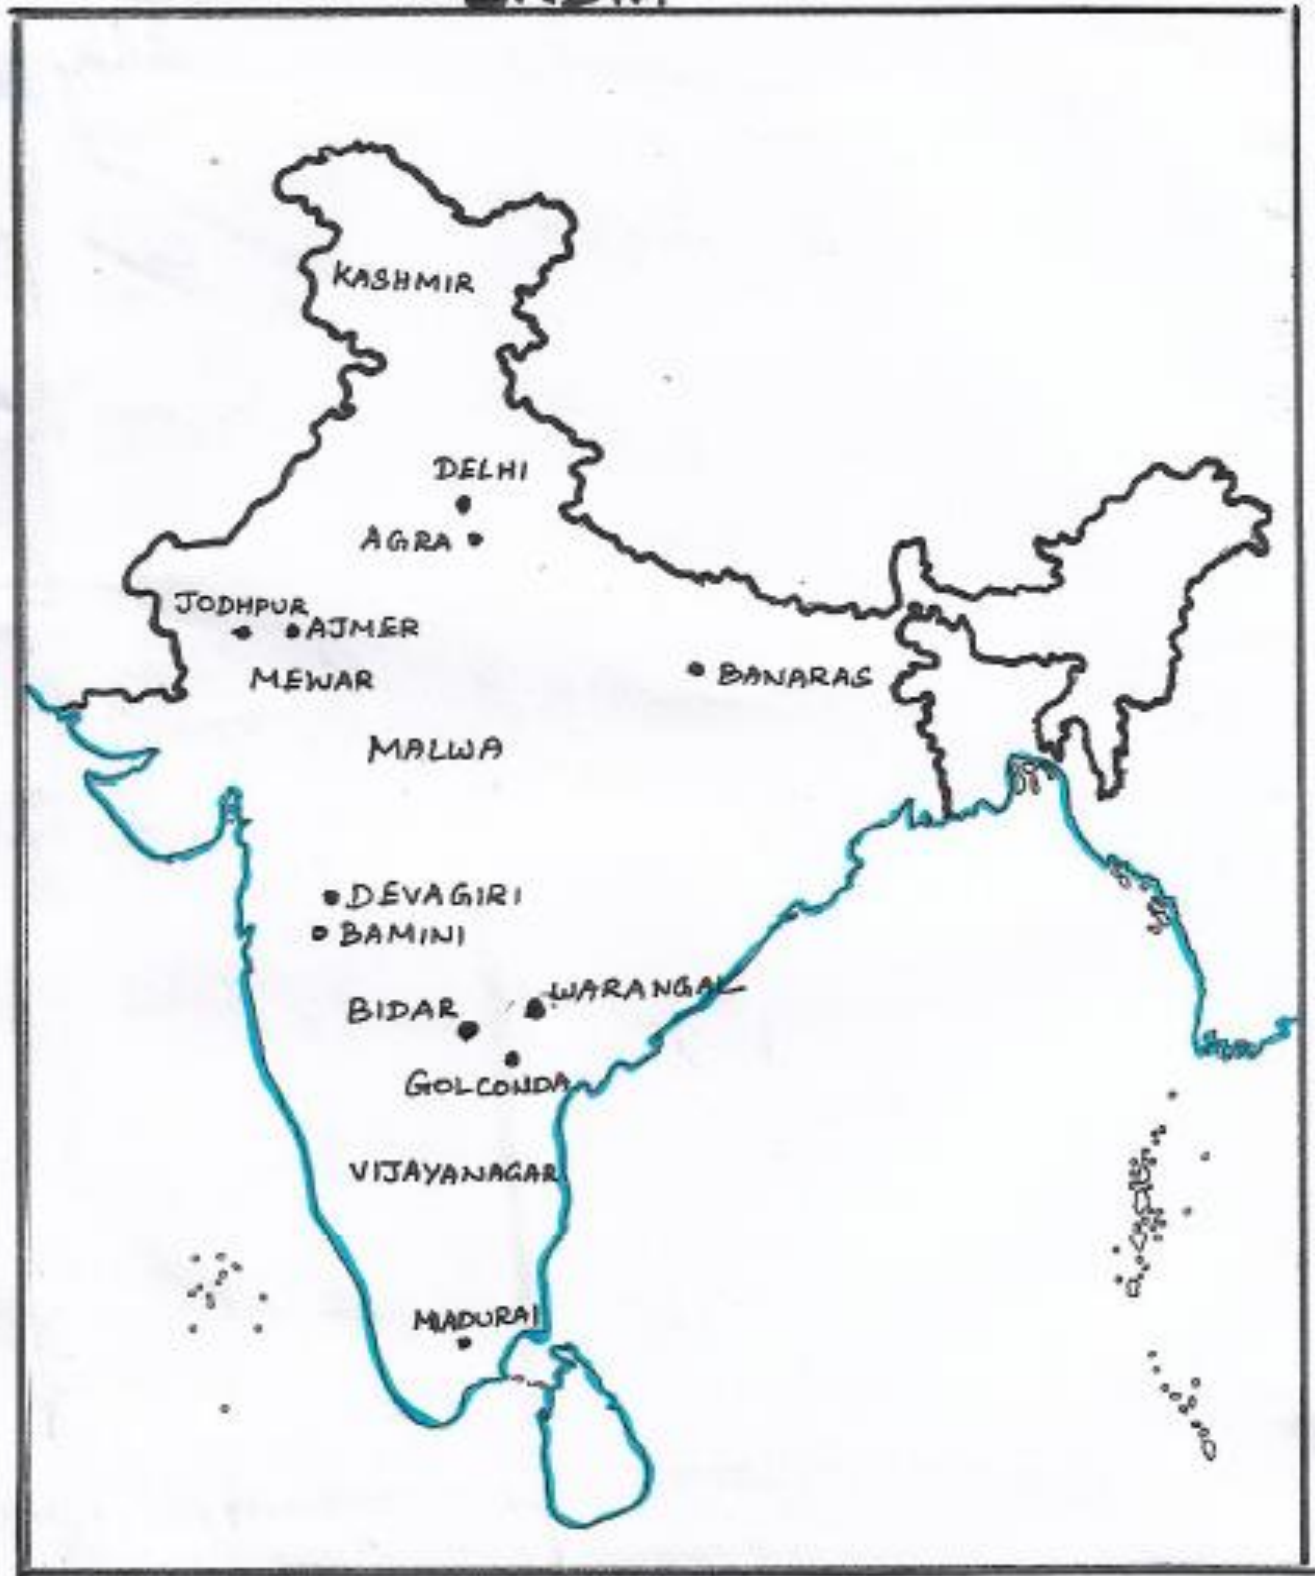 KASHMIR
DELHI
AGRA
JODHPUR
AJMER
MEWAR
BANARAS
MALWA
DEVAGIRI
BAMINI
WARANGAL
BIDAR
GOLCONDA
VIJAYANAGAR
MADURAI